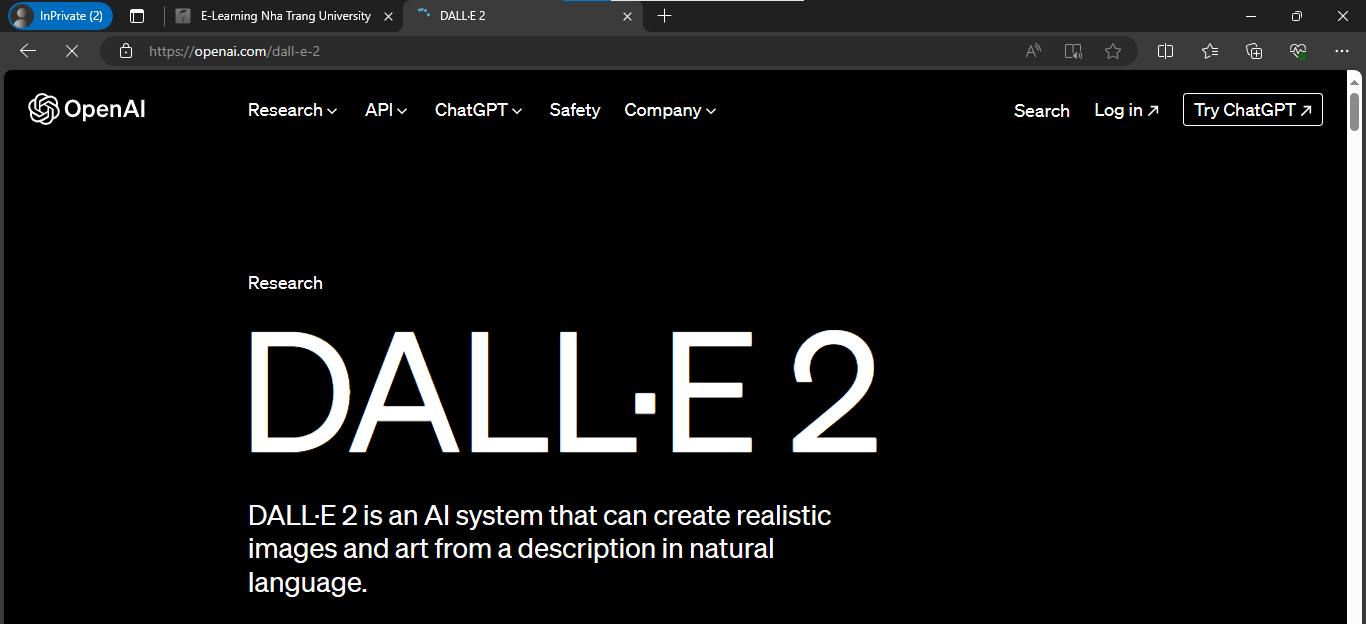 InPrivate (2)
E-Learning Nha Trang University
DALL·E 2
https://openai.com/dall-e-2
OpenAI
Research
API
ChatGPT
Safety
Company
Search
Log in ↗
Try ChatGPT ↗
Research
DALL·E 2
DALL·E 2 is an AI system that can create realistic
images and art from a description in natural
language.